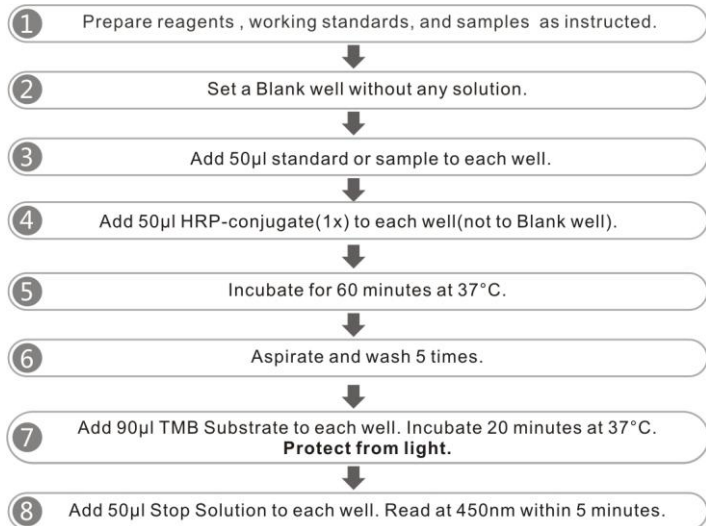 1 Prepare reagents , working standards, and samples as instructed.
2 Set a Blank well without any solution.
3 Add 50μl standard or sample to each well.
4 Add 50μl HRP-conjugate(1x) to each well(not to Blank well).
5 Incubate for 60 minutes at 37°C.
6 Aspirate and wash 5 times.
7 Add 90μl TMB Substrate to each well. Incubate 20 minutes at 37°C.
Protect from light.
8 Add 50μl Stop Solution to each well. Read at 450nm within 5 minutes.